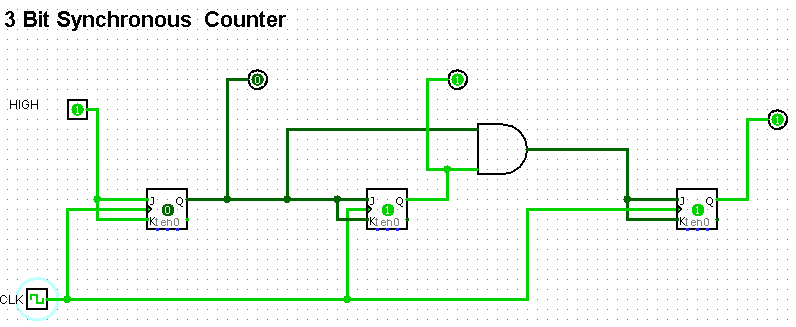 3 Bit Synchronous Counter
0
1
HIGH
1
1
J Q
0
K en 0
J Q
1
K en 0
J Q
1
K en 0
CLK